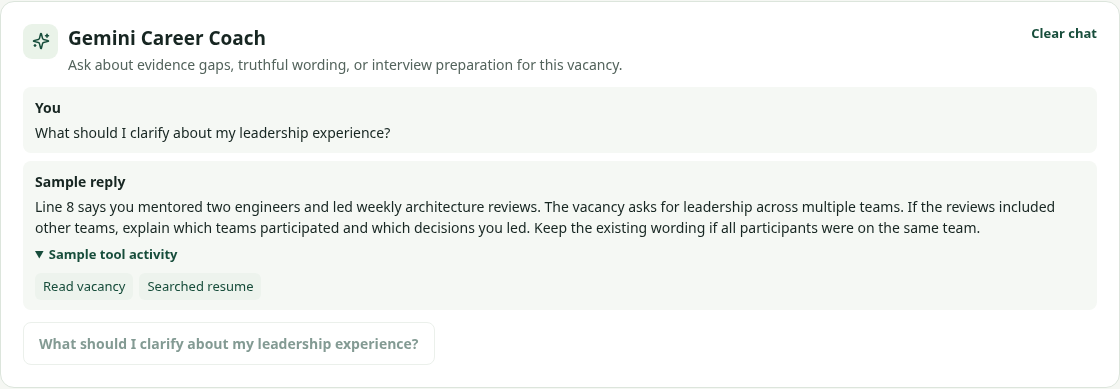 Gemini Career Coach
Clear chat
Ask about evidence gaps, truthful wording, or interview preparation for this vacancy.
You
What should I clarify about my leadership experience?
Sample reply
Line 8 says you mentored two engineers and led weekly architecture reviews. The vacancy asks for leadership across multiple teams. If the reviews included
other teams, explain which teams participated and which decisions you led. Keep the existing wording if all participants were on the same team.
▼ Sample tool activity
Read vacancy Searched resume
What should I clarify about my leadership experience?